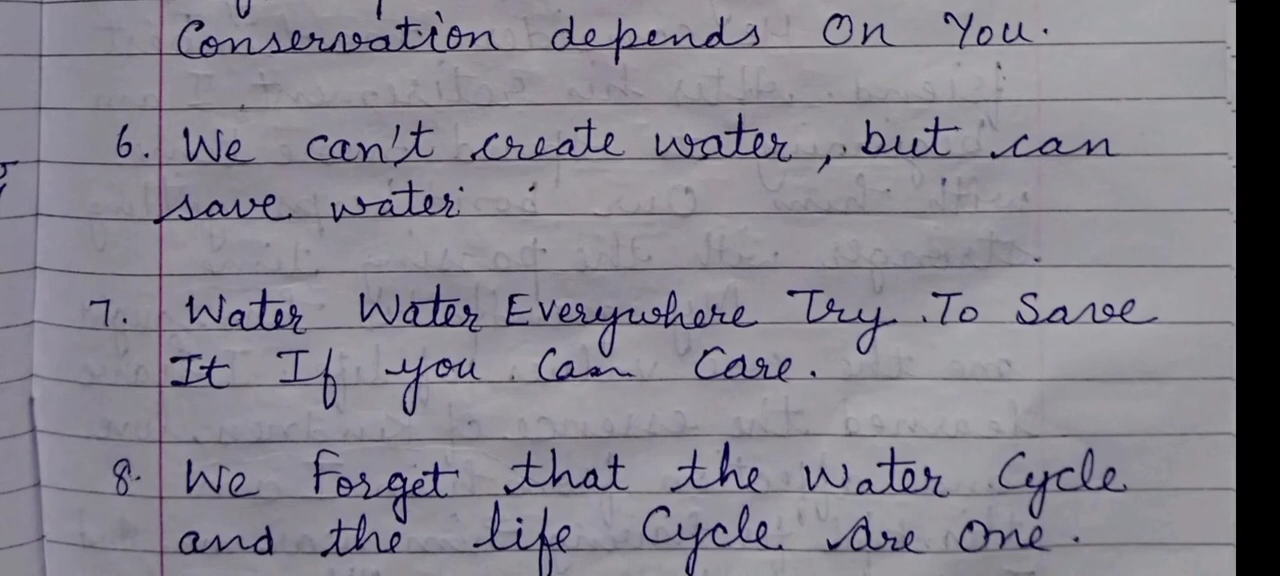 Conservation depends On You.
6. We can't create water, but can
save water
7. Water Water Everywhere Try To Save
It If you Can Care.
8. We Forget that the Water Cycle
and the life Cycle Are One.